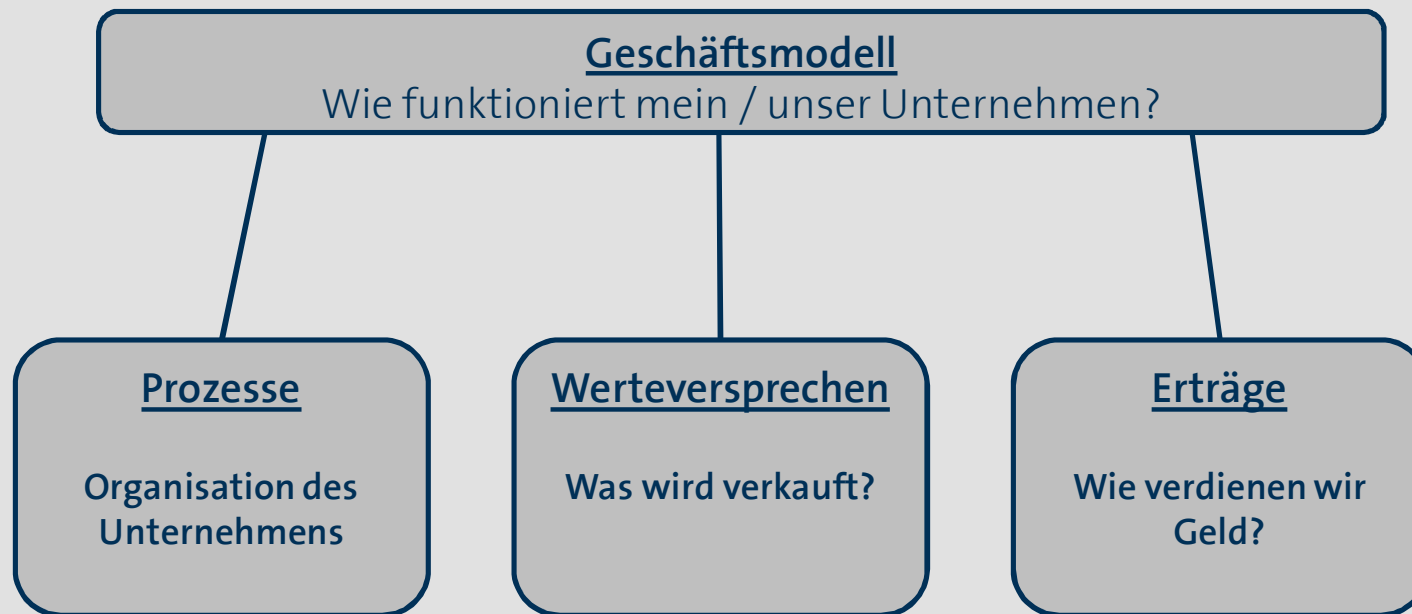 Geschäftsmodell
Wie funktioniert mein / unser Unternehmen?
Prozesse
Organisation des
Unternehmens
Werteversprechen
Was wird verkauft?
Erträge
Wie verdienen wir
Geld?